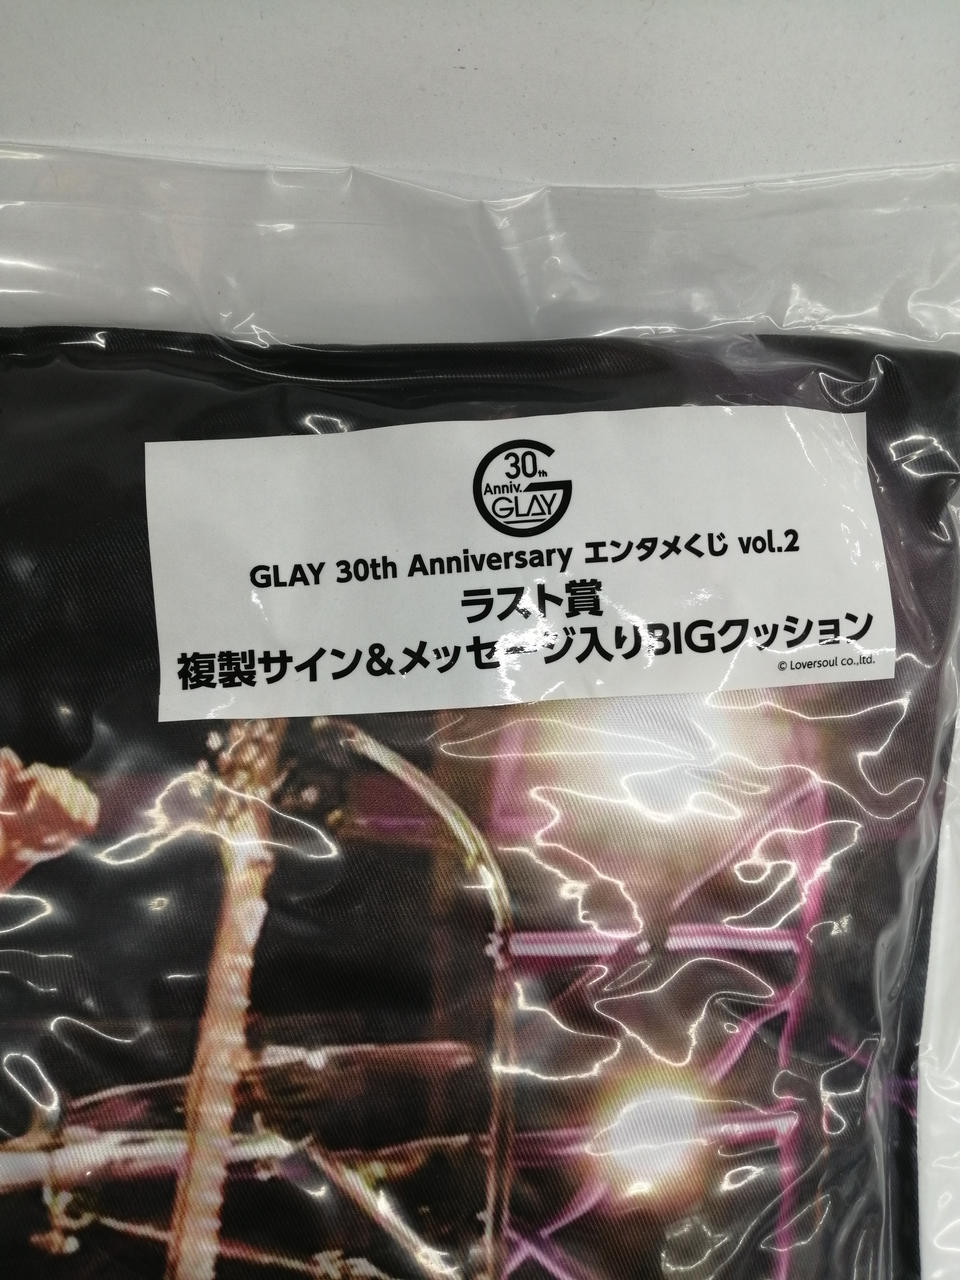 30th
Anniv.
GLAY
GLAY 30th Anniversary エンタメくじ vol.2
ラスト賞
複製サイン&メッセージ入りBIGクッション
© Loversoul co.,ltd.